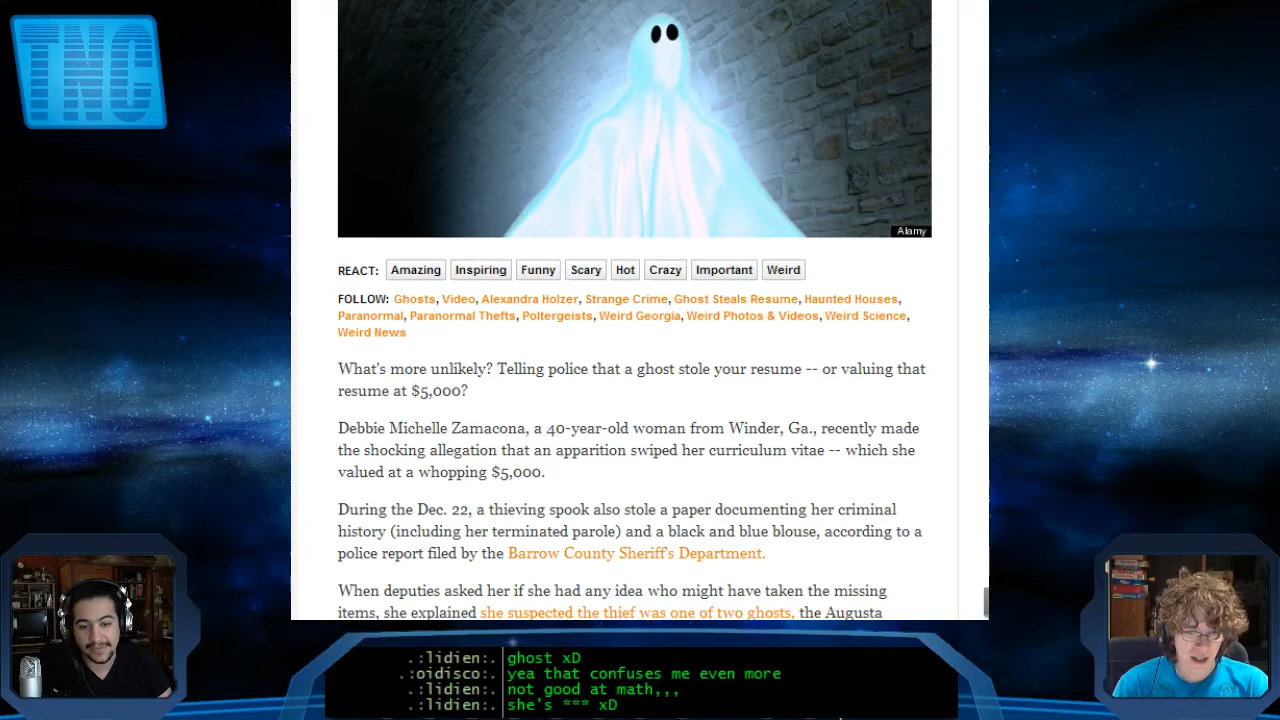 TNC
Alamy
REACT: Amazing Inspiring Funny Scary Hot Crazy Important Weird
FOLLOW: Ghosts, Video, Alexandra Holzer, Strange Crime, Ghost Steals Resume, Haunted Houses,
Paranormal, Paranormal Thefts, Poltergeists, Weird Georgia, Weird Photos & Videos, Weird Science,
Weird News
What's more unlikely? Telling police that a ghost stole your resume -- or valuing that
resume at $5,000?
Debbie Michelle Zamacona, a 40-year-old woman from Winder, Ga., recently made
the shocking allegation that an apparition swiped her curriculum vitae -- which she
valued at a whopping $5,000.
During the Dec. 22, a thieving spook also stole a paper documenting her criminal
history (including her terminated parole) and a black and blue blouse, according to a
police report filed by the Barrow County Sheriff's Department.
When deputies asked her if she had any idea who might have taken the missing
items, she explained she suspected the thief was one of two ghosts, the Augusta
.:lidien:. ghost xD
.:oidisco:. yea that confuses me even more
.:lidien:. not good at math,,,
.:lidien:. she's *** xD